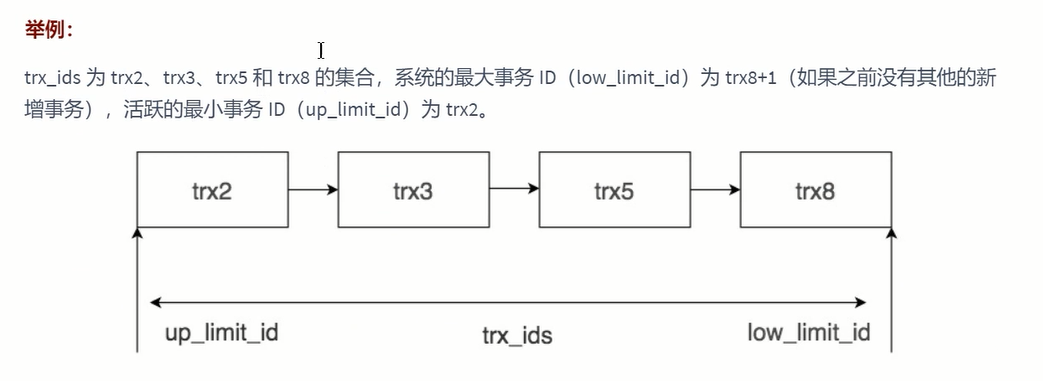 举例：
trx_ids 为 trx2、trx3、trx5 和 trx8 的集合，系统的最大事务 ID（low_limit_id）为 trx8+1（如果之前没有其他的新
增事务），活跃的最小事务 ID（up_limit_id）为 trx2。
trx2 trx3 trx5 trx8
up_limit_id trx_ids low_limit_id